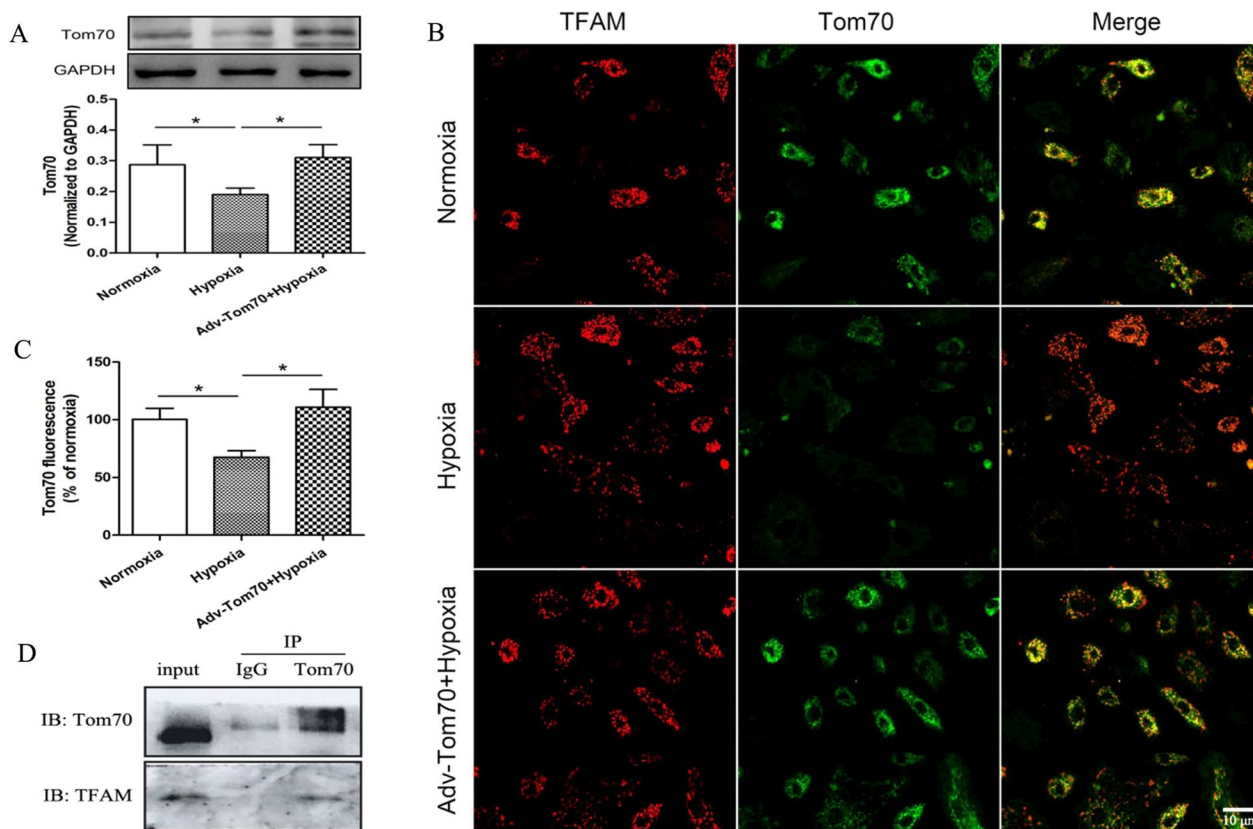 A
Tom70
GAPDH
Tom70
(Normalized to GAPDH)
0.5
0.4
0.3
0.2
0.1
0.0
*
*
Normoxia
Hypoxia
Adv-Tom70+Hypoxia
C
Tom70 fluorescence
(% of normoxia)
150
100
50
0
*
*
Normoxia
Hypoxia
Adv-Tom70+Hypoxia
D
IP
input IgG Tom70
IB: Tom70
IB: TFAM
B
TFAM Tom70 Merge
Normoxia
Hypoxia
Adv-Tom70+Hypoxia
10 μm